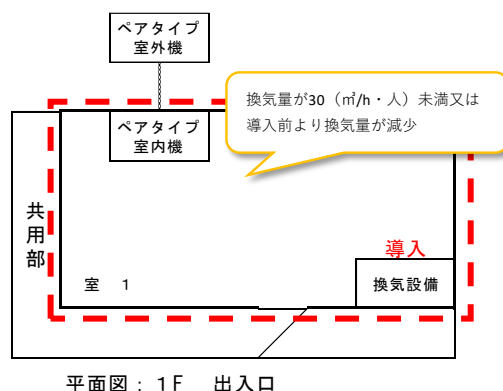 ペアタイプ
室外機
換気量が30（㎥/h・人）未満又は
導入前より換気量が減少
ペアタイプ
室内機
共用部
導入
室　1
換気設備
平面図：1F　出入口